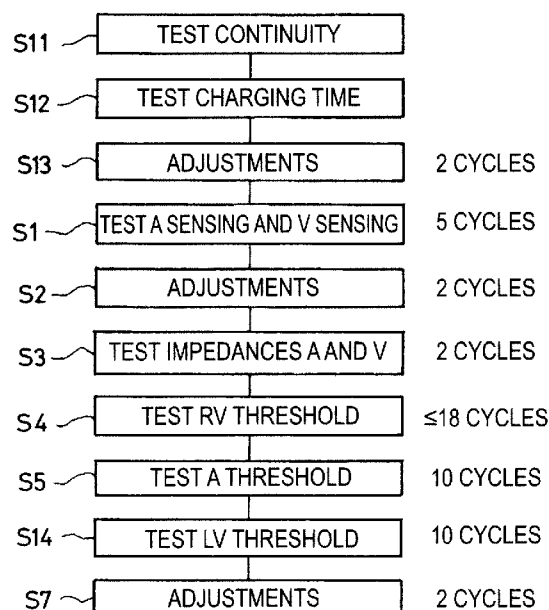 S11 TEST CONTINUITY
S12 TEST CHARGING TIME
S13 ADJUSTMENTS 2 CYCLES
S1 TEST A SENSING AND V SENSING 5 CYCLES
S2 ADJUSTMENTS 2 CYCLES
S3 TEST IMPEDANCES A AND V 2 CYCLES
S4 TEST RV THRESHOLD ≤18 CYCLES
S5 TEST A THRESHOLD 10 CYCLES
S14 TEST LV THRESHOLD 10 CYCLES
S7 ADJUSTMENTS 2 CYCLES